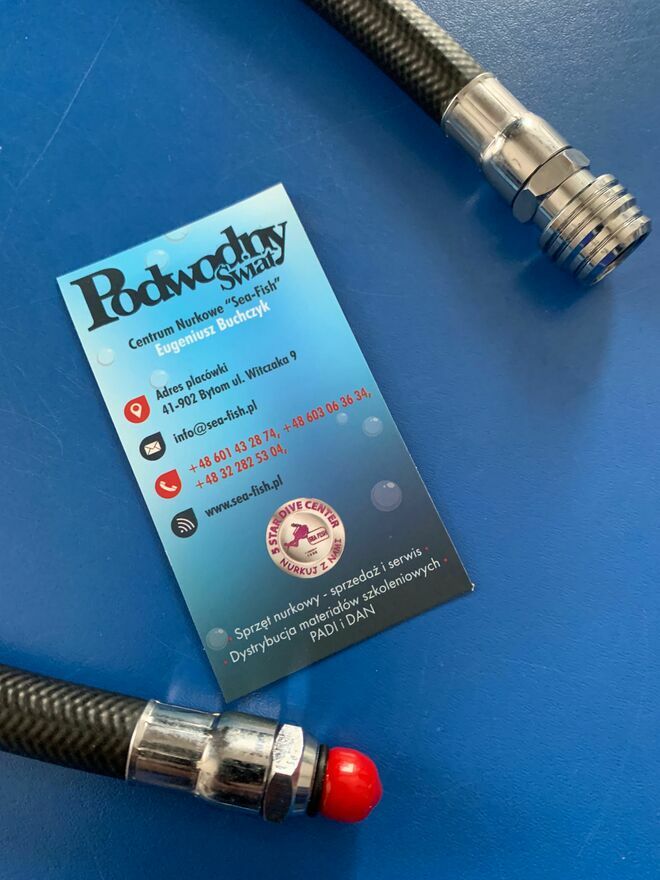 Podwodny
Świat
Centrum Nurkowe "Sea-Fish"
Eugeniusz Buchczyk
Adres placówki
41-902 Bytom ul. Witczaka 9
info@sea-fish.pl
+48 601 43 28 74, +48 603 06 36 34,
+48 32 282 53 04,
www.sea-fish.pl
5 STAR DIVE CENTER
SEA FISH
NURKUJ Z NAMI
• Sprzęt nurkowy - sprzedaż i serwis •
• Dystrybucja materiałów szkoleniowych •
PADI i DAN